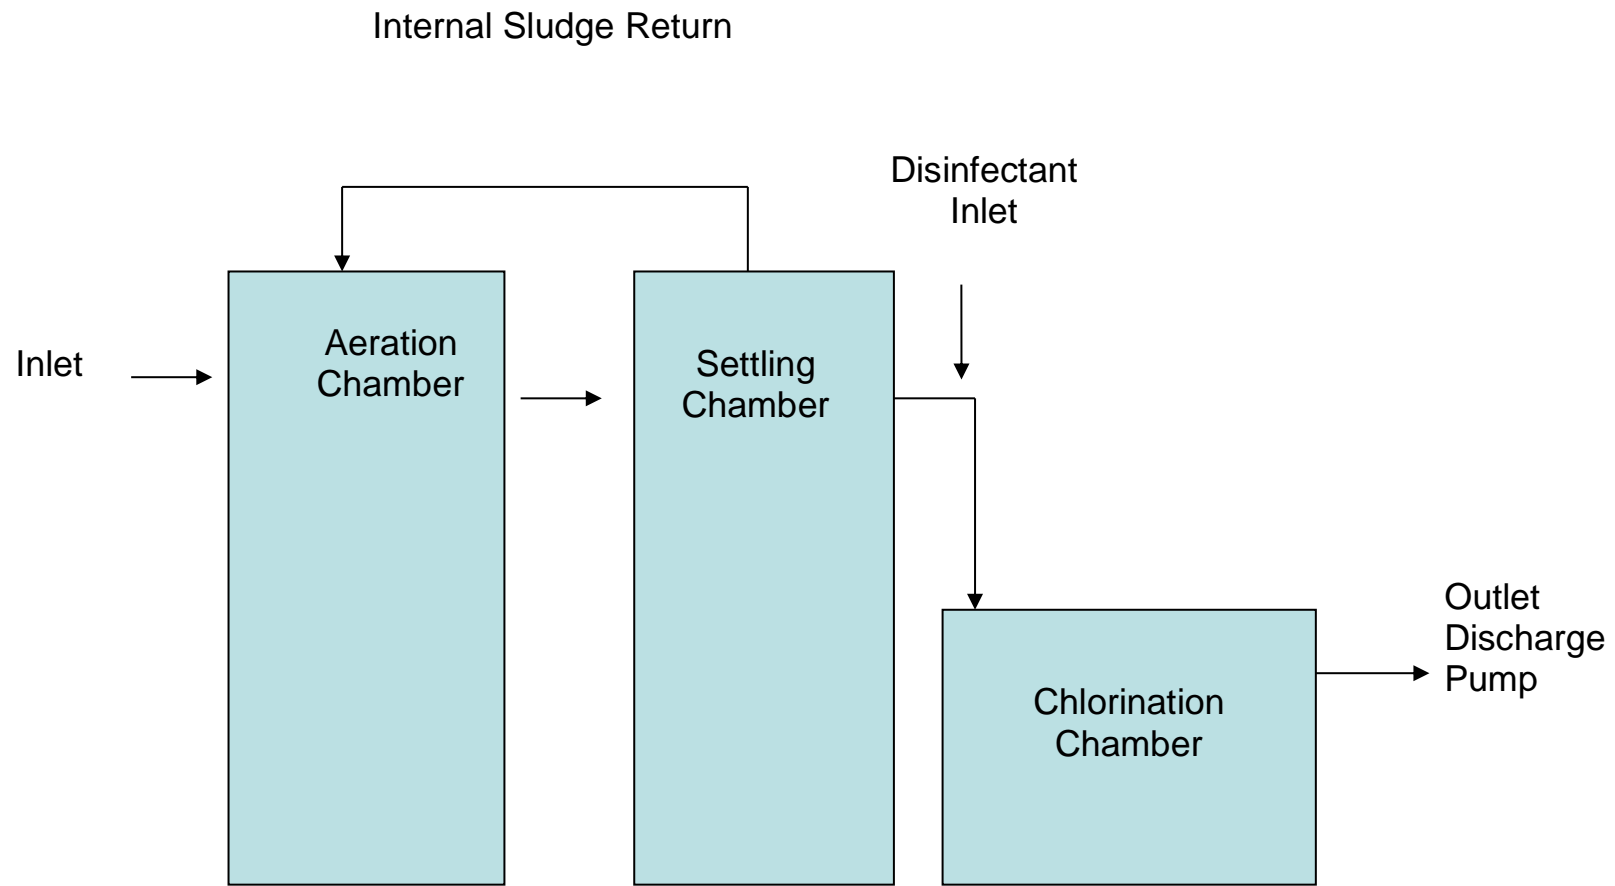 Internal Sludge Return
Disinfectant
Inlet
Inlet
Aeration
Chamber
Settling
Chamber
Chlorination
Chamber
Outlet
Discharge
Pump